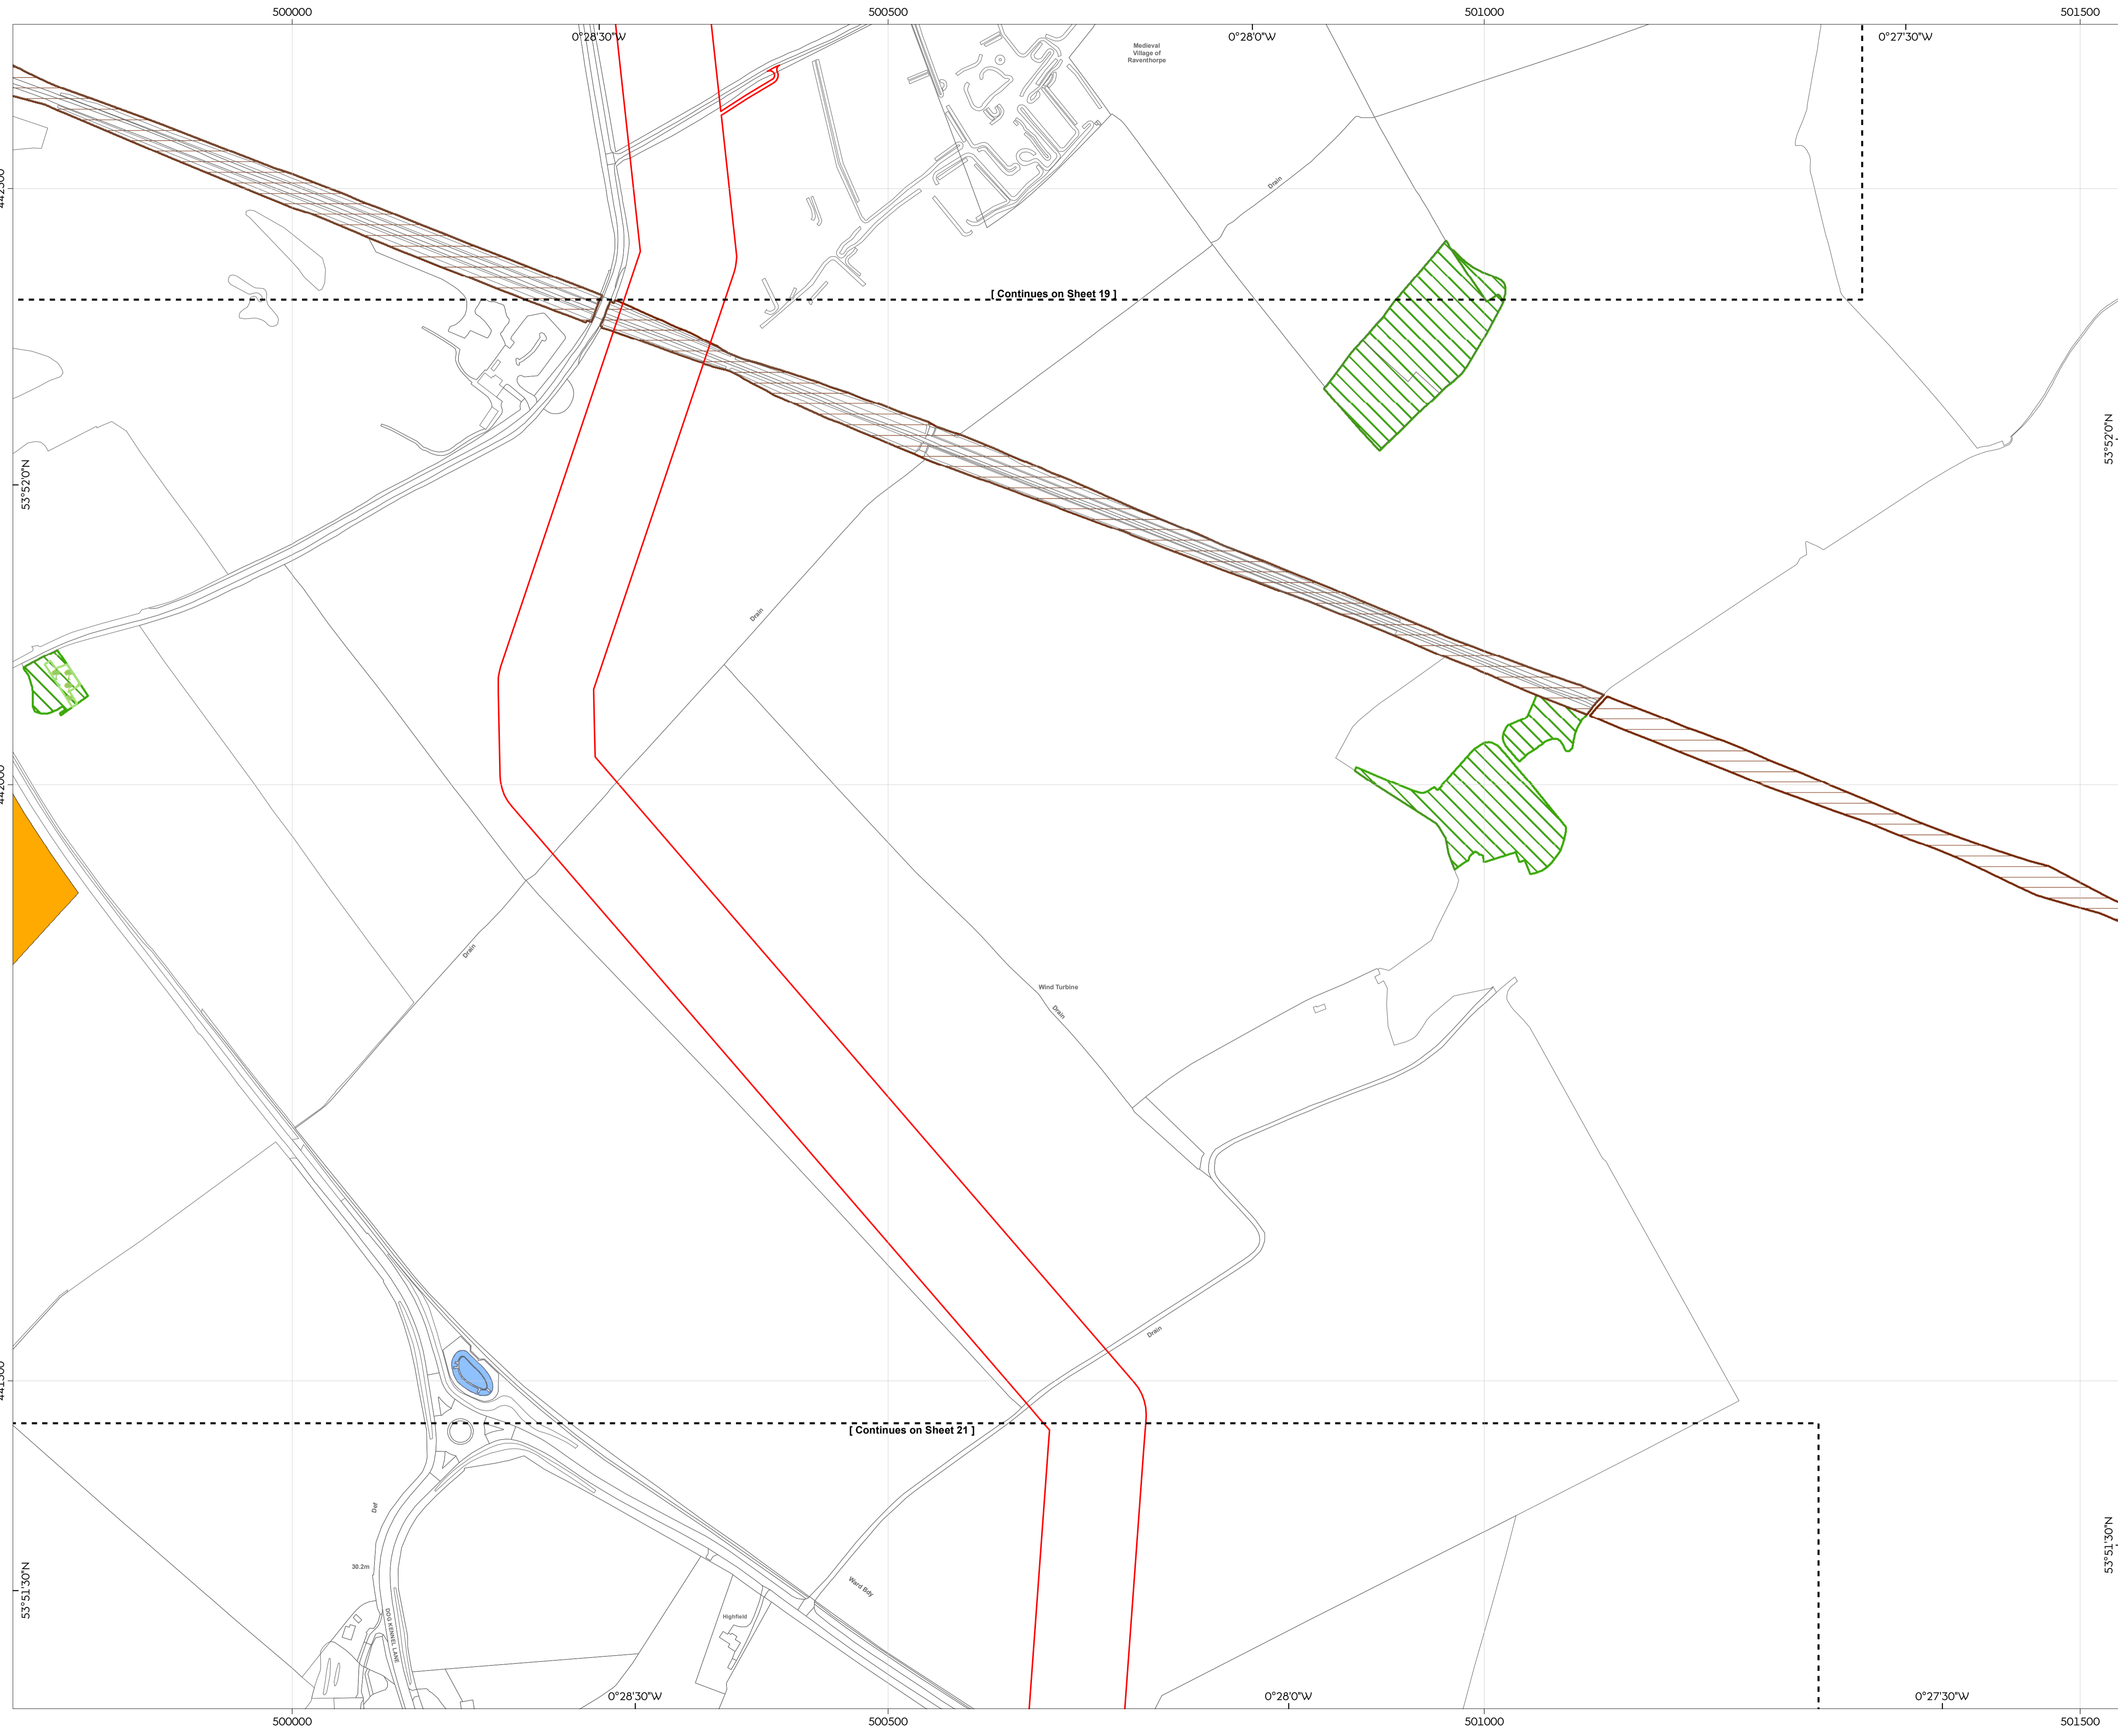 500000
500500
501000
501500
0°28'30"W
0°28'0"W
0°27'30"W
Medieval
Village of
Raventhorpe
Drain
[ Continues on Sheet 19 ]
53°52'0"N
53°52'0"N
Drain
442000
Drain
Wind Turbine
Drain
Drain
[ Continues on Sheet 21 ]
Def
30.2m
DOG KENNEL LANE
Highfield
Ward Bdy
53°51'30"N
53°51'30"N
0°28'30"W
0°28'0"W
0°27'30"W
500000
500500
501000
501500